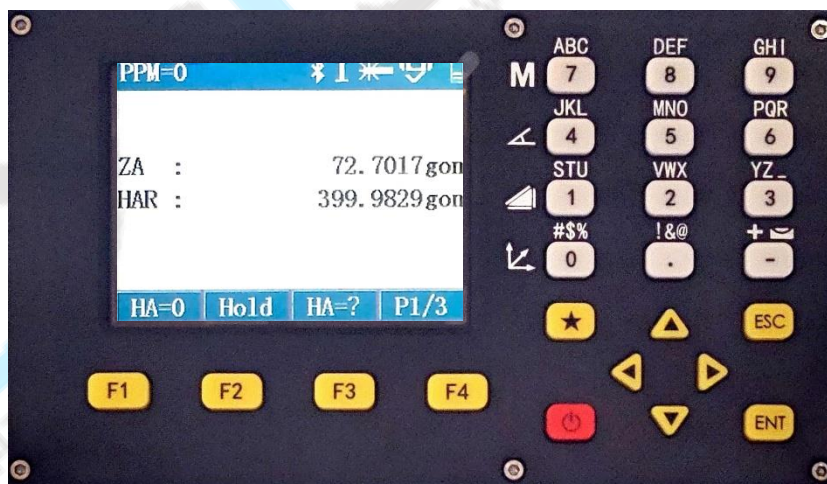 PPM=0
ZA : 72.7017gon
HAR : 399.9829gon
HA=0 Hold HA=? P1/3
F1 F2 F3 F4
ABC DEF GHI
M 7 8 9
JKL MNO PQR
4 5 6
STU VWX YZ_
1 2 3
#$% !&@ +
0 . -
★ ESC
ENT